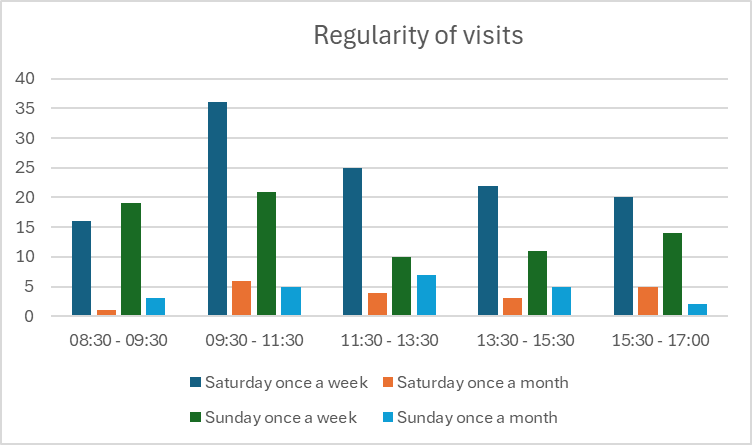 Regularity of visits
40
35
30
25
20
15
10
5
0
08:30 - 09:30 09:30 - 11:30 11:30 - 13:30 13:30 - 15:30 15:30 - 17:00
Saturday once a week Saturday once a month
Sunday once a week Sunday once a month